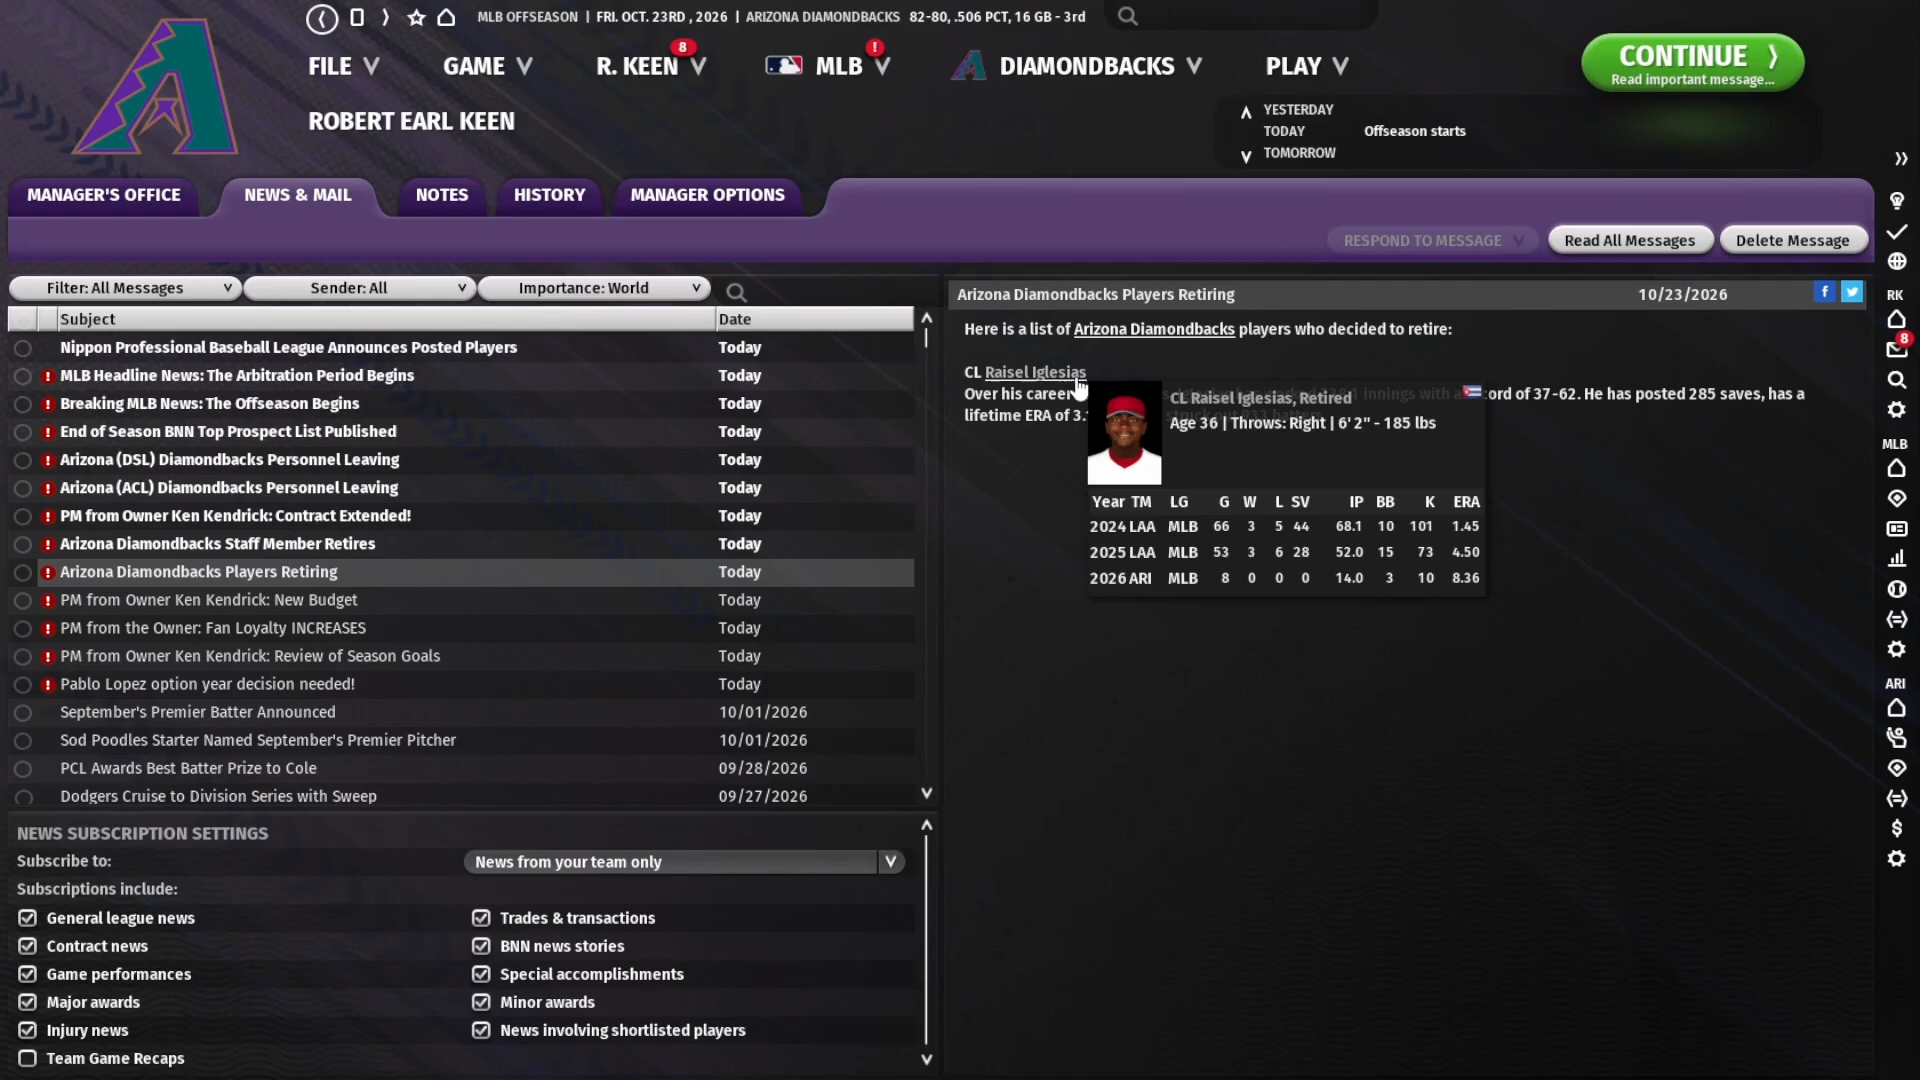 MLB OFFSEASON | FRI. OCT. 23RD , 2026 | ARIZONA DIAMONDBACKS 82-80, .506 PCT, 16 GB - 3rd
FILE GAME R. KEEN 8 MLB ! DIAMONDBACKS PLAY
CONTINUE
Read important message...
ROBERT EARL KEEN
YESTERDAY
TODAY Offseason starts
TOMORROW
MANAGER'S OFFICE NEWS & MAIL NOTES HISTORY MANAGER OPTIONS
RESPOND TO MESSAGE Read All Messages Delete Message
Filter: All Messages Sender: All Importance: World
Subject Date
Nippon Professional Baseball League Announces Posted Players Today
! MLB Headline News: The Arbitration Period Begins Today
! Breaking MLB News: The Offseason Begins Today
! End of Season BNN Top Prospect List Published Today
! Arizona (DSL) Diamondbacks Personnel Leaving Today
! Arizona (ACL) Diamondbacks Personnel Leaving Today
! PM from Owner Ken Kendrick: Contract Extended! Today
! Arizona Diamondbacks Staff Member Retires Today
! Arizona Diamondbacks Players Retiring Today
! PM from Owner Ken Kendrick: New Budget Today
! PM from the Owner: Fan Loyalty INCREASES Today
! PM from Owner Ken Kendrick: Review of Season Goals Today
! Pablo Lopez option year decision needed! Today
September's Premier Batter Announced 10/01/2026
Sod Poodles Starter Named September's Premier Pitcher 10/01/2026
PCL Awards Best Batter Prize to Cole 09/28/2026
Dodgers Cruise to Division Series with Sweep 09/27/2026
NEWS SUBSCRIPTION SETTINGS
Subscribe to: News from your team only
Subscriptions include:
General league news Trades & transactions
Contract news BNN news stories
Game performances Special accomplishments
Major awards Minor awards
Injury news News involving shortlisted players
Team Game Recaps
Arizona Diamondbacks Players Retiring 10/23/2026
Here is a list of Arizona Diamondbacks players who decided to retire:
CL Raisel Iglesias
Over his career innings with a cord of 37-62. He has posted 285 saves, has a
lifetime ERA of 3. struck out
CL Raisel Iglesias, Retired
Age 36 | Throws: Right | 6' 2" - 185 lbs
Year TM LG G W L SV IP BB K ERA
2024 LAA MLB 66 3 5 44 68.1 10 101 1.45
2025 LAA MLB 53 3 6 28 52.0 15 73 4.50
2026 ARI MLB 8 0 0 0 14.0 3 10 8.36
RK
8
MLB
ARI